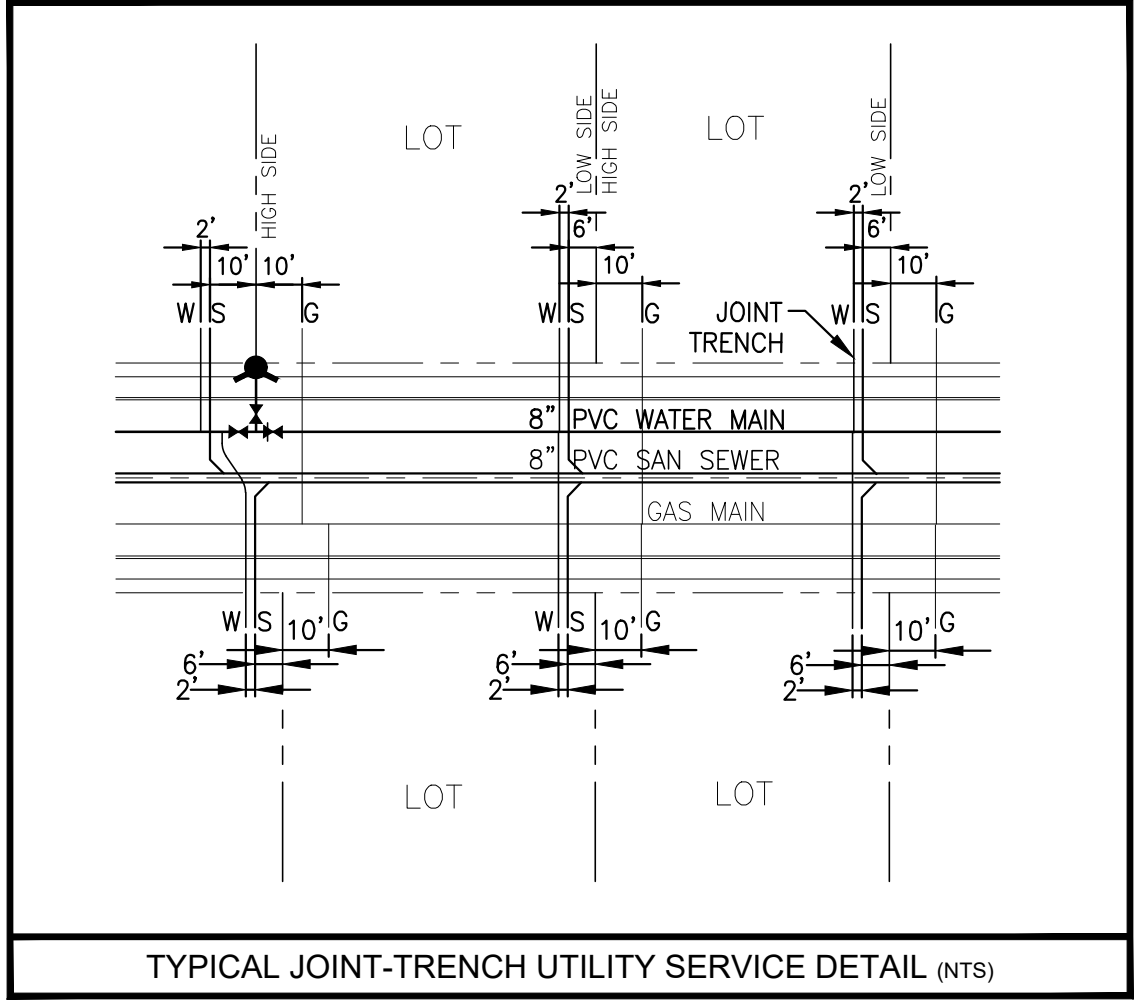 LOT
LOT
HIGH SIDE
LOW SIDE
HIGH SIDE
LOW SIDE
2'
2'
2'
6'
6'
10'
10'
10'
10'
W
S
G
W
S
G
W
S
G
JOINT
TRENCH
8" PVC WATER MAIN
8" PVC SAN SEWER
GAS MAIN
W
S
10'
G
W
S
10'
G
W
S
10'
G
6'
6'
6'
2'
2'
2'
LOT
LOT
TYPICAL JOINT-TRENCH UTILITY SERVICE DETAIL (NTS)